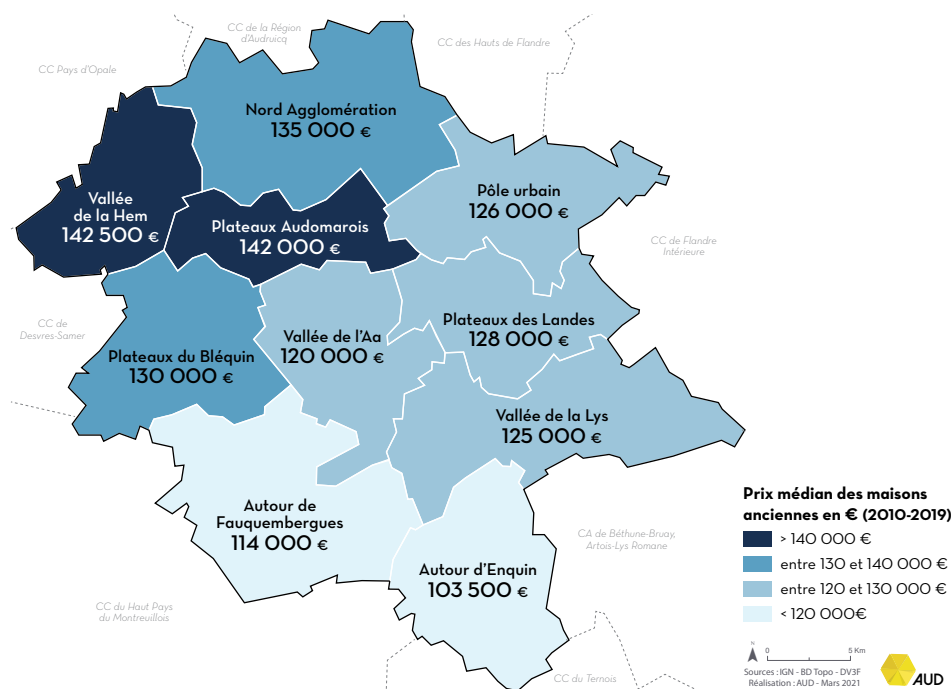 CC de la Région
d'Audruicq
CC des Hauts de Flandre
CC Pays d'Opale
Nord Agglomération
135 000 €
Pôle urbain
126 000 €
Vallée
de la Hem
142 500 €
Plateaux Audomarois
142 000 €
CC de Flandre
Intérieure
CC de
Desvres-Samer
Plateaux des Landes
128 000 €
Vallée de l'Aa
120 000 €
Plateaux du Bléquin
130 000 €
Vallée de la Lys
125 000 €
Autour de
Fauquembergues
114 000 €
CA de Béthune-Bruay,
Artois-Lys Romane
Autour d'Enquin
103 500 €
CC du Haut Pays
du Montreuillois
CC du Ternois
Prix médian des maisons
anciennes en € (2010-2019)
> 140 000 €
entre 130 et 140 000 €
entre 120 et 130 000 €
< 120 000€
N
0 5 Km
Sources : IGN - BD Topo - DV3F
Réalisation : AUD - Mars 2021
AUD